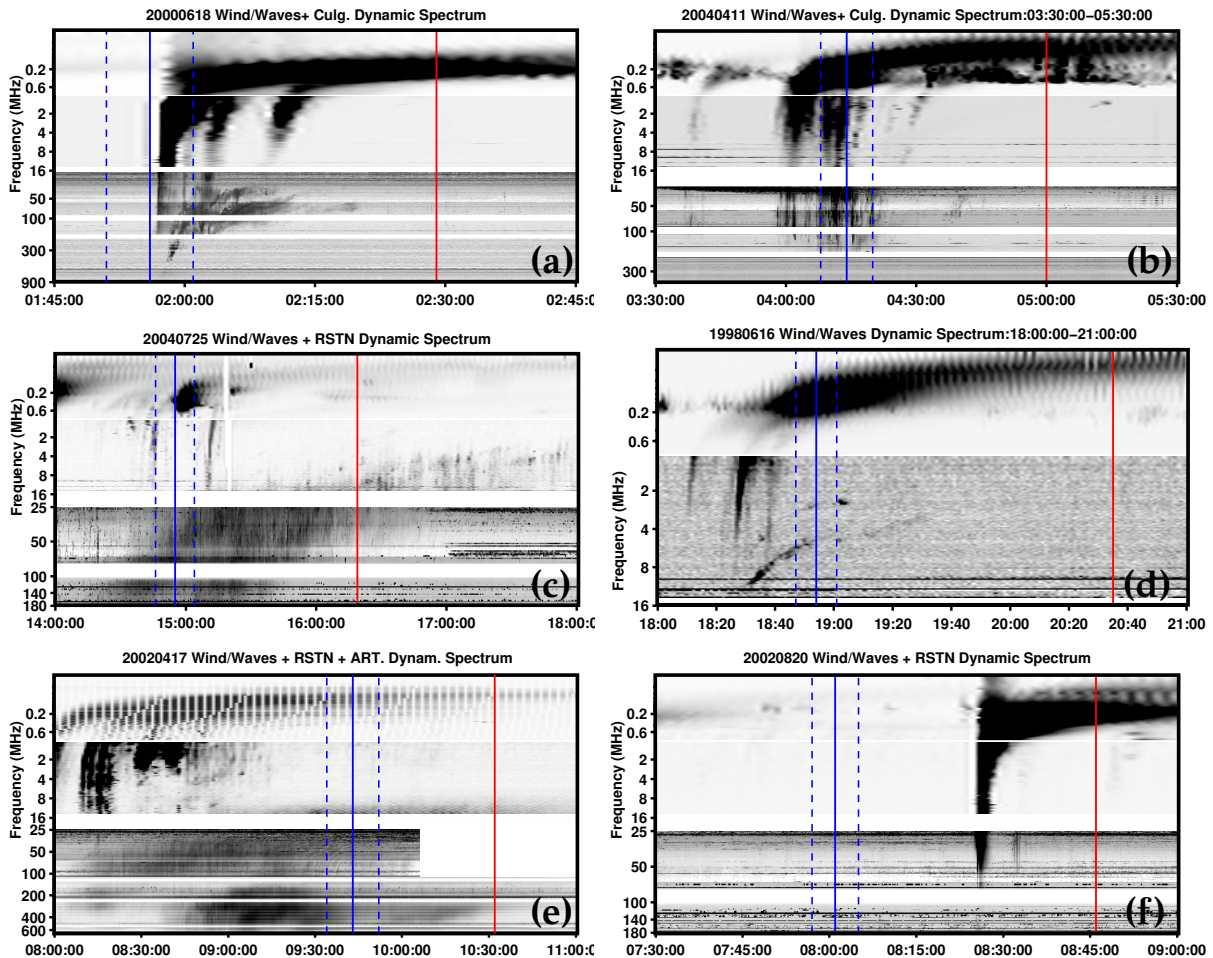 20000618 Wind/Waves+ Culg. Dynamic Spectrum
Frequency (MHz)
0.2
0.6
2
4
8
16
50
100
300
900
(a)
01:45:00 02:00:00 02:15:00 02:30:00 02:45:(
20040411 Wind/Waves+ Culg. Dynamic Spectrum:03:30:00−05:30:00
Frequency (MHz)
0.2
0.6
2
4
8
16
50
100
300
(b)
03:30:00 04:00:00 04:30:00 05:00:00 05:30:00
20040725 Wind/Waves + RSTN Dynamic Spectrum
Frequency (MHz)
0.2
0.6
2
4
8
16
25
50
100
140
180
(c)
14:00:00 15:00:00 16:00:00 17:00:00 18:00:(
19980616 Wind/Waves Dynamic Spectrum:18:00:00−21:00:00
Frequency (MHz)
0.2
0.6
2
4
8
16
(d)
18:00 18:20 18:40 19:00 19:20 19:40 20:00 20:20 20:40 21:00
20020417 Wind/Waves + RSTN + ART. Dynam. Spectrum
Frequency (MHz)
0.2
0.6
2
4
8
16
25
50
100
200
400
600
(e)
08:00:00 08:30:00 09:00:00 09:30:00 10:00:00 10:30:00 11:00:(
20020820 Wind/Waves + RSTN Dynamic Spectrum
Frequency (MHz)
0.2
0.6
2
4
8
16
25
50
100
140
180
(f)
07:30:00 07:45:00 08:00:00 08:15:00 08:30:00 08:45:00 09:00:00